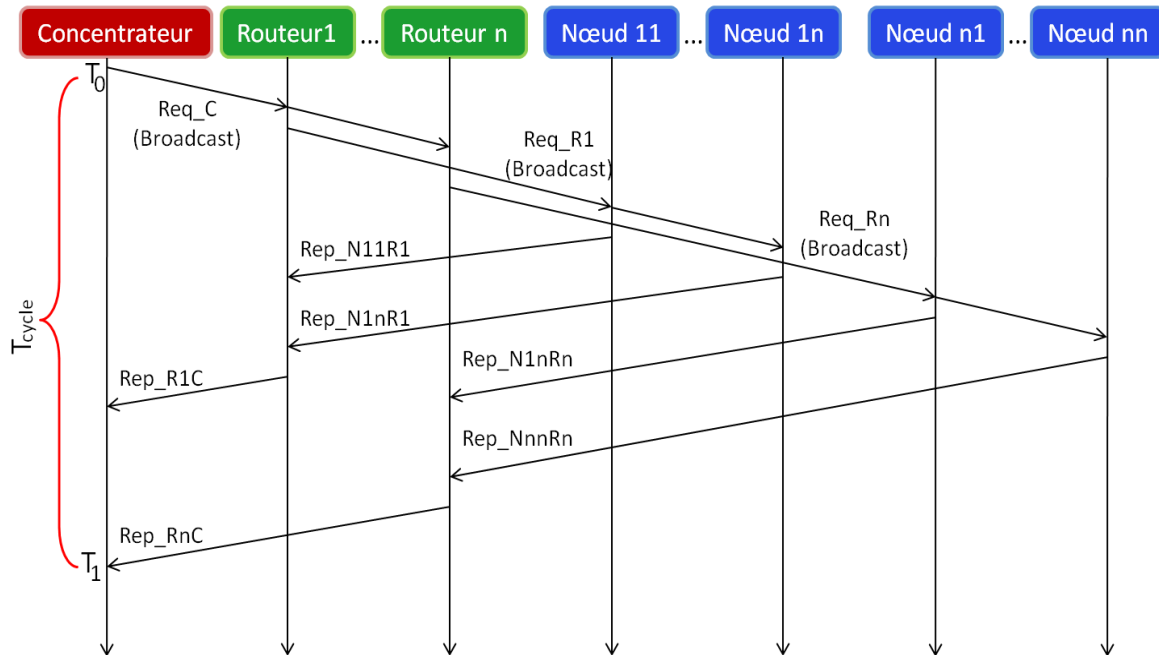 Concentrateur
Routeur1
...
Routeur n
Nœud 11
...
Nœud 1n
Nœud n1
...
Nœud nn
T0
Req_C
(Broadcast)
Req_R1
(Broadcast)
Req_Rn
(Broadcast)
Rep_N11R1
Tcycle
Rep_N1nR1
Rep_N1nRn
Rep_R1C
Rep_NnnRn
Rep_RnC
T1